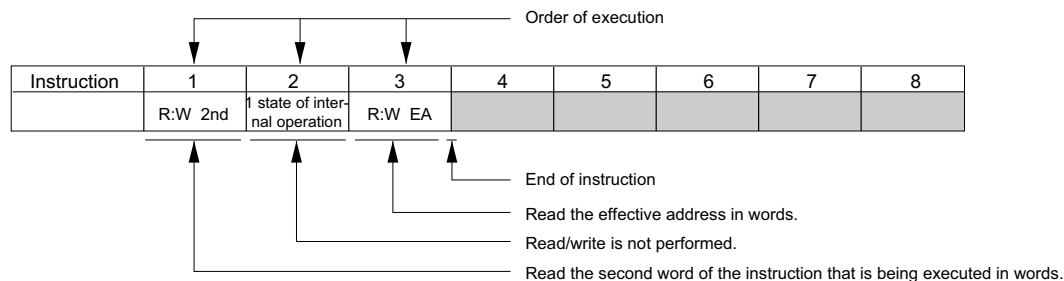 Order of execution
Instruction 1 2 3 4 5 6 7 8
R:W 2nd 1 state of inter- R:W EA
nal operation
End of instruction
Read the effective address in words.
Read/write is not performed.
Read the second word of the instruction that is being executed in words.